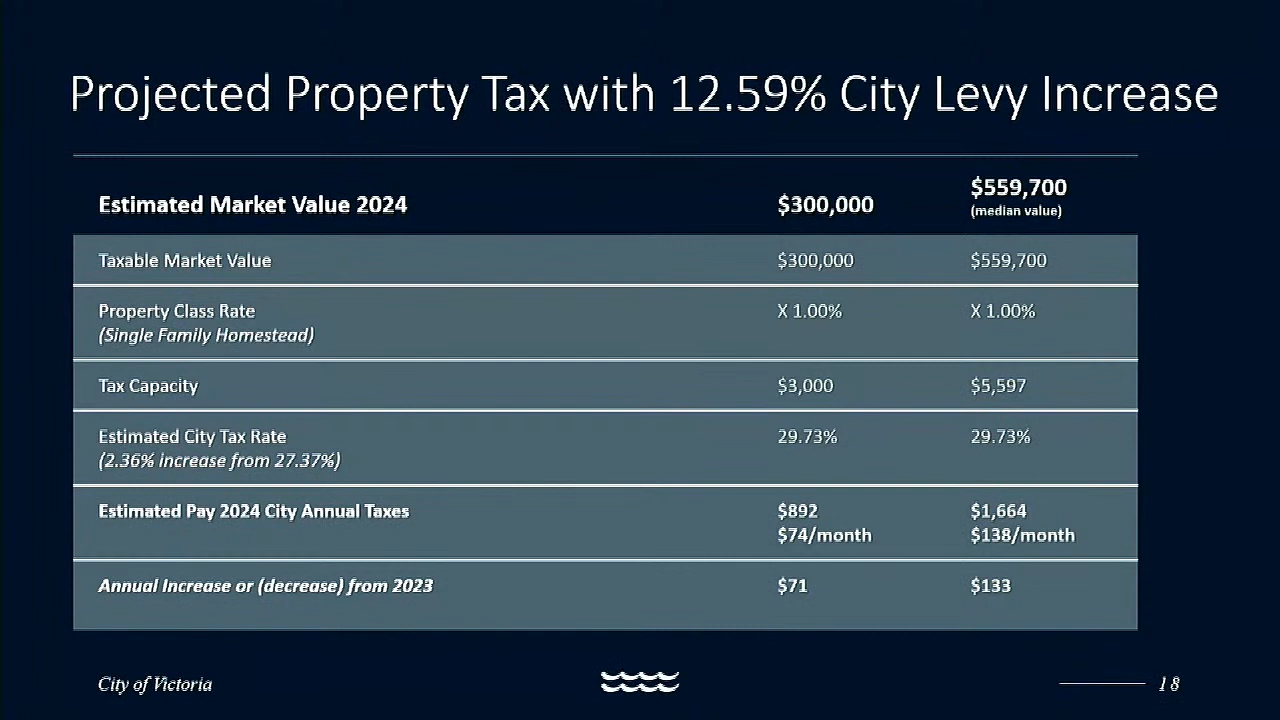 Projected Property Tax with 12.59% City Levy Increase
Estimated Market Value 2024 $300,000 $559,700
(median value)
Taxable Market Value $300,000 $559,700
Property Class Rate X 1.00% X 1.00%
(Single Family Homestead)
Tax Capacity $3,000 $5,597
Estimated City Tax Rate 29.73% 29.73%
(2.36% increase from 27.37%)
Estimated Pay 2024 City Annual Taxes $892 $1,664
$74/month $138/month
Annual Increase or (decrease) from 2023 $71 $133
City of Victoria 18